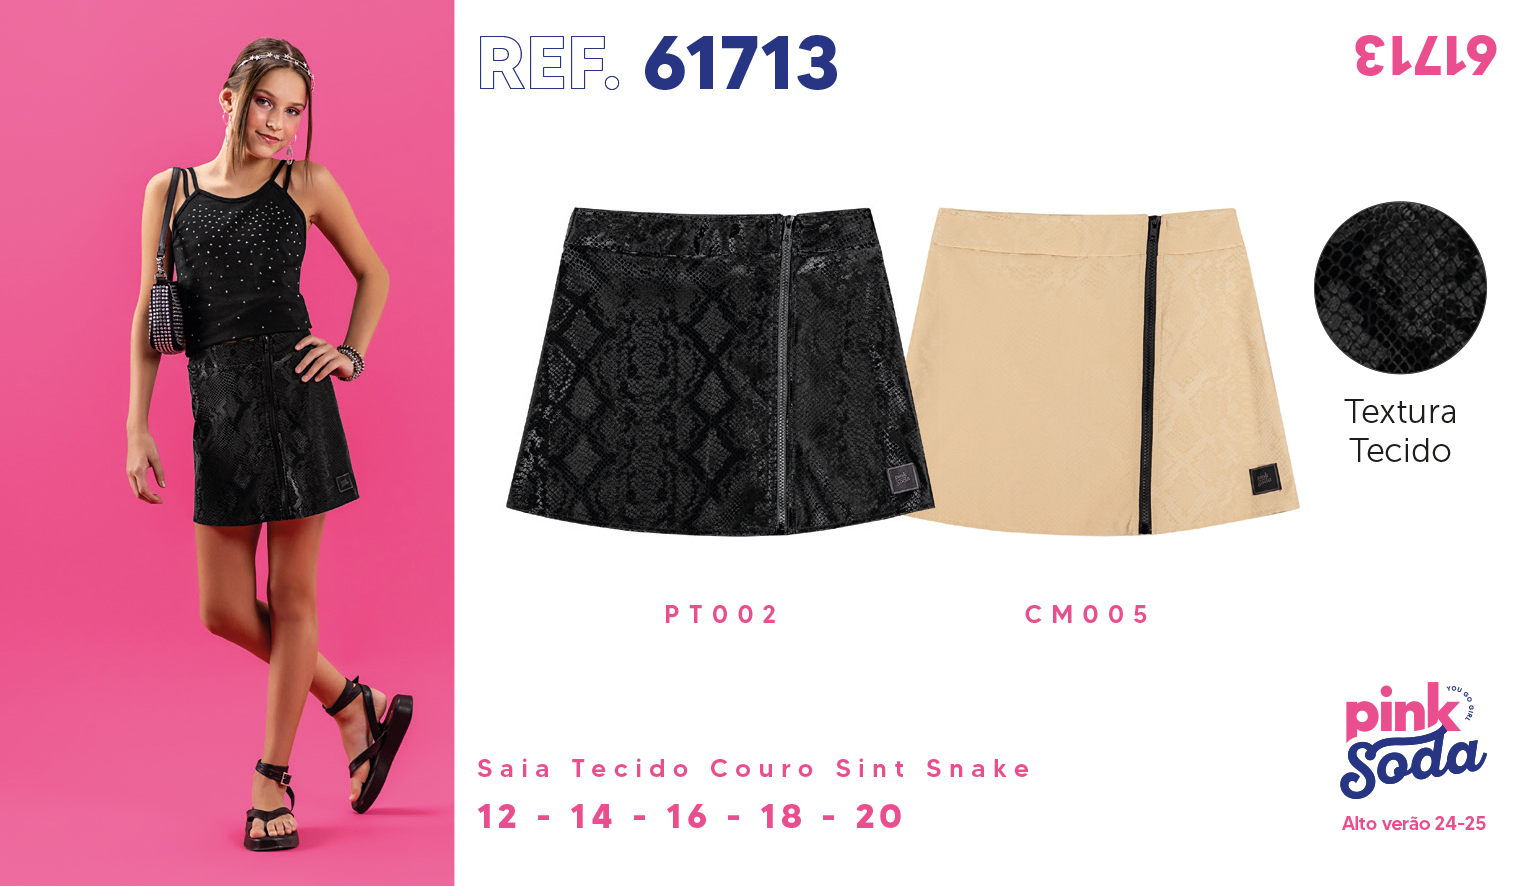 REF. 61713
61713
Textura
Tecido
PT002
CM005
Saia Tecido Couro Sint Snake
12 - 14 - 16 - 18 - 20
pink
YOU GO GIRL
Soda
Alto verão 24-25